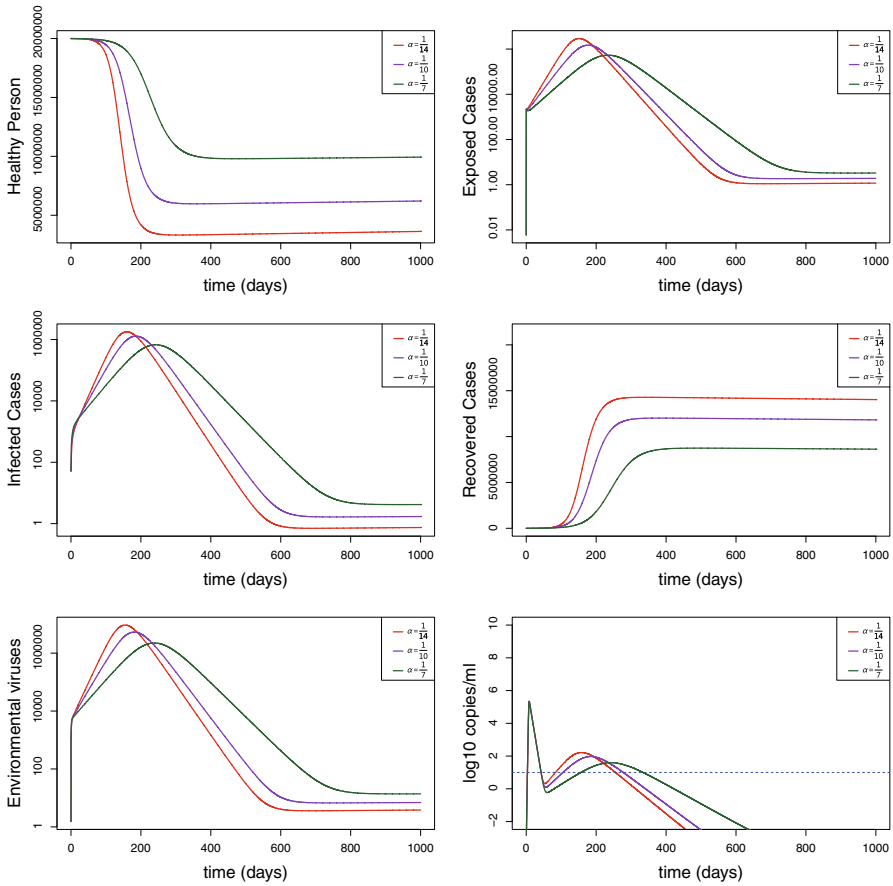 Healthy Person
20000000
15000000
10000000
5000000
α=1/14
α=1/10
α=1/7
0 200 400 600 800 1000
time (days)
Exposed Cases
10000.00
100.00
1.00
0.01
α=1/14
α=1/10
α=1/7
0 200 400 600 800 1000
time (days)
Infected Cases
1000000
10000
100
1
α=1/14
α=1/10
α=1/7
0 200 400 600 800 1000
time (days)
Recovered Cases
15000000
5000000
0
α=1/14
α=1/10
α=1/7
0 200 400 600 800 1000
time (days)
Environmental viruses
1000000
10000
100
1
α=1/14
α=1/10
α=1/7
0 200 400 600 800 1000
time (days)
log10 copies/ml
10
8
6
4
2
0
−2
α=1/14
α=1/10
α=1/7
0 200 400 600 800 1000
time (days)